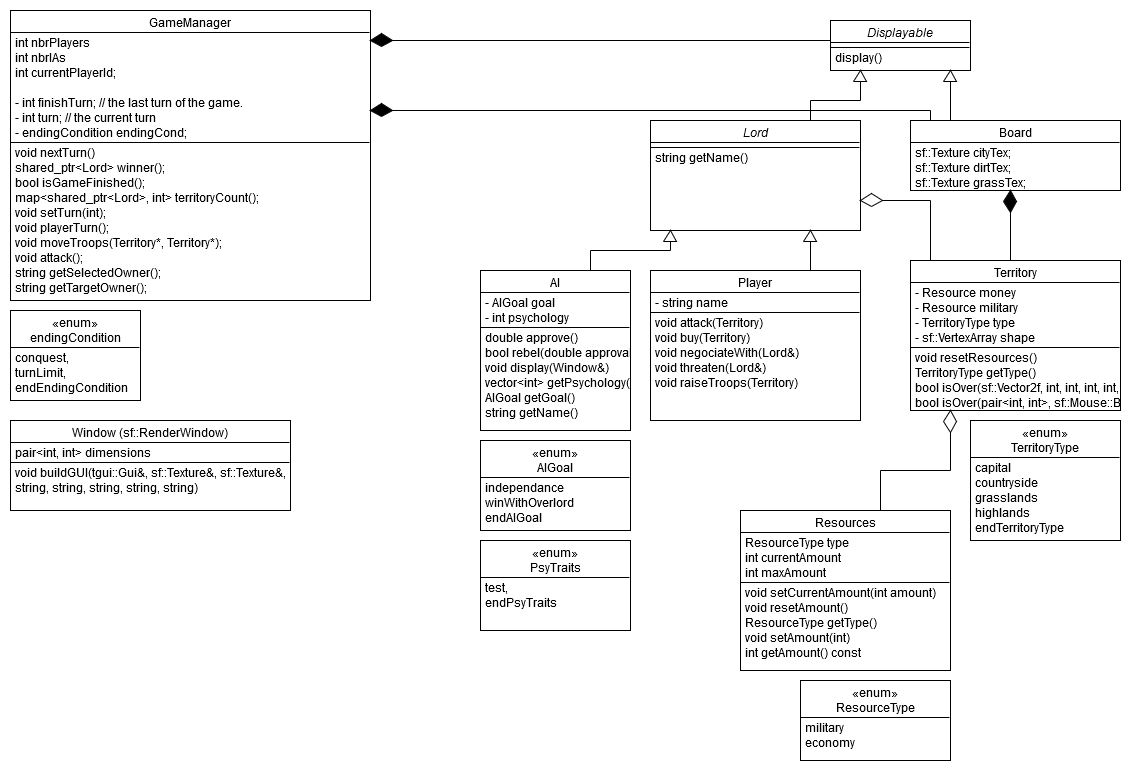 GameManager
int nbrPlayers
int nbrIAs
int currentPlayerId;
- int finishTurn; // the last turn of the game.
- int turn; // the current turn
- endingCondition endingCond;
void nextTurn()
shared_ptr<Lord> winner();
bool isGameFinished();
map<shared_ptr<Lord>, int> territoryCount();
void setTurn(int);
void playerTurn();
void moveTroops(Territory*, Territory*);
void attack();
string getSelectedOwner();
string getTargetOwner();
«enum»
endingCondition
conquest,
turnLimit,
endEndingCondition
Window (sf::RenderWindow)
pair<int, int> dimensions
void buildGUI(tgui::Gui&, sf::Texture&, sf::Texture&,
string, string, string, string, string)
Displayable
display()
Lord
string getName()
Board
sf::Texture cityTex;
sf::Texture dirtTex;
sf::Texture grassTex;
AI
- AIGoal goal
- int psychology
double approve()
bool rebel(double approval
void display(Window&)
vector<int> getPsychology(
AIGoal getGoal()
string getName()
Player
- string name
void attack(Territory)
void buy(Territory)
void negociateWith(Lord&)
void threaten(Lord&)
void raiseTroops(Territory)
Territory
- Resource money
- Resource military
- TerritoryType type
- sf::VertexArray shape
void resetResources()
TerritoryType getType()
bool isOver(sf::Vector2f, int, int, int, int,
bool isOver(pair<int, int>, sf::Mouse::B
«enum»
AIGoal
independance
winWithOverlord
endAIGoal
«enum»
PsyTraits
test,
endPsyTraits
«enum»
TerritoryType
capital
countryside
grasslands
highlands
endTerritoryType
Resources
ResourceType type
int currentAmount
int maxAmount
void setCurrentAmount(int amount)
void resetAmount()
ResourceType getType()
void setAmount(int)
int getAmount() const
«enum»
ResourceType
military
economy